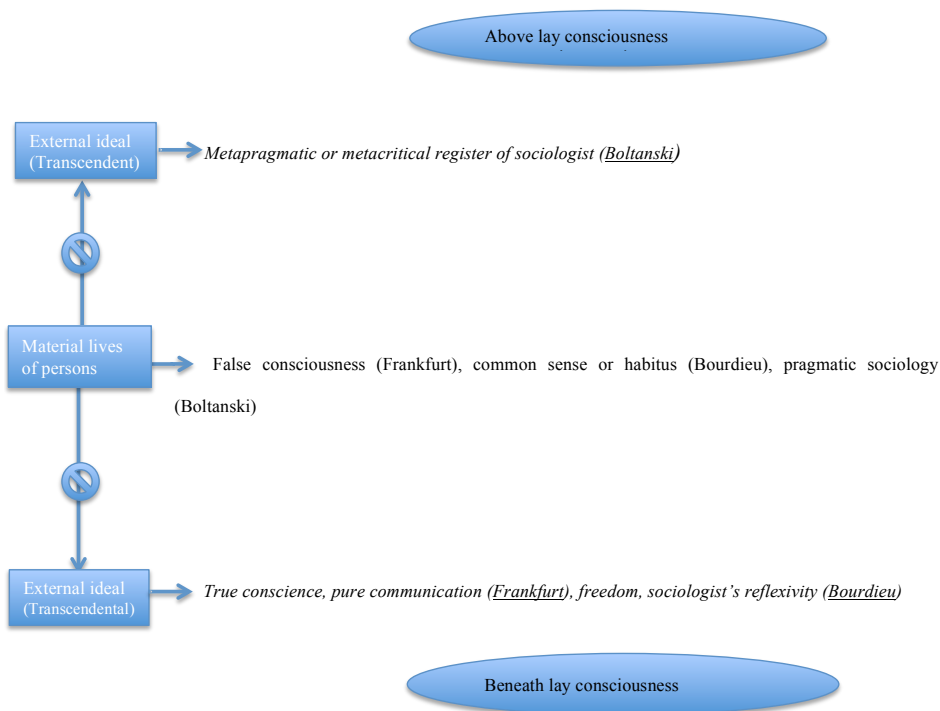 Above lay consciousness
External ideal
(Transcendent)
Metapragmatic or metacritical register of sociologist (Boltanski)
Material lives
of persons
False consciousness (Frankfurt), common sense or habitus (Bourdieu), pragmatic sociology
(Boltanski)
External ideal
(Transcendental)
True conscience, pure communication (Frankfurt), freedom, sociologist's reflexivity (Bourdieu)
Beneath lay consciousness